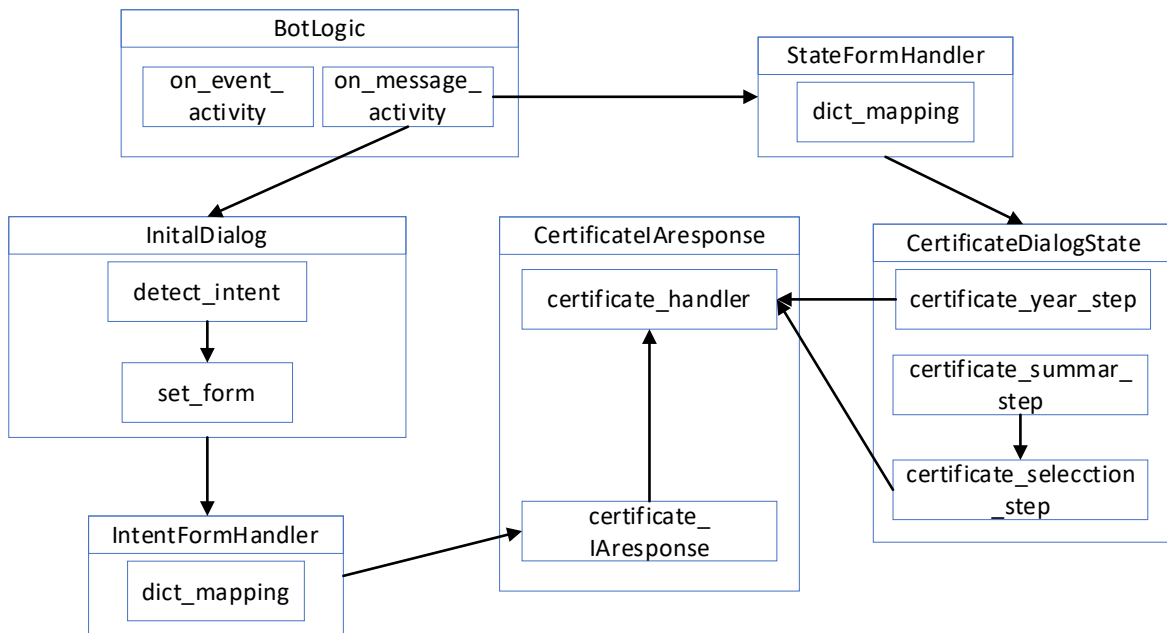 BotLogic
on_event_
activity
on_message_
activity
StateFormHandler
dict_mapping
InitalDialog
detect_intent
set_form
CertificateIAresponse
certificate_handler
certificate_
IAresponse
CertificateDialogState
certificate_year_step
certificate_summar_
step
certificate_selecction
_step
IntentFormHandler
dict_mapping